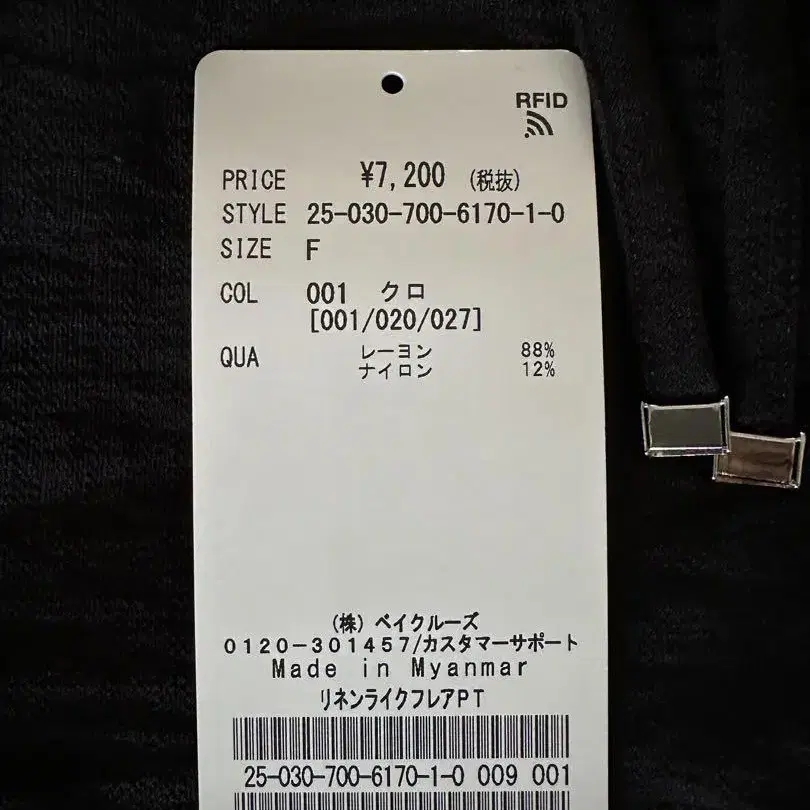 RFID
PRICE ¥7,200 (税抜)
STYLE 25-030-700-6170-1-0
SIZE F
COL 001 クロ
[001/020/027]
QUA レーヨン 88%
ナイロン 12%
(株) ベイクルーズ
0120-301457/カスタマーサポート
Made in Myanmar
リネンライクフレアPT
25-030-700-6170-1-0 009 001